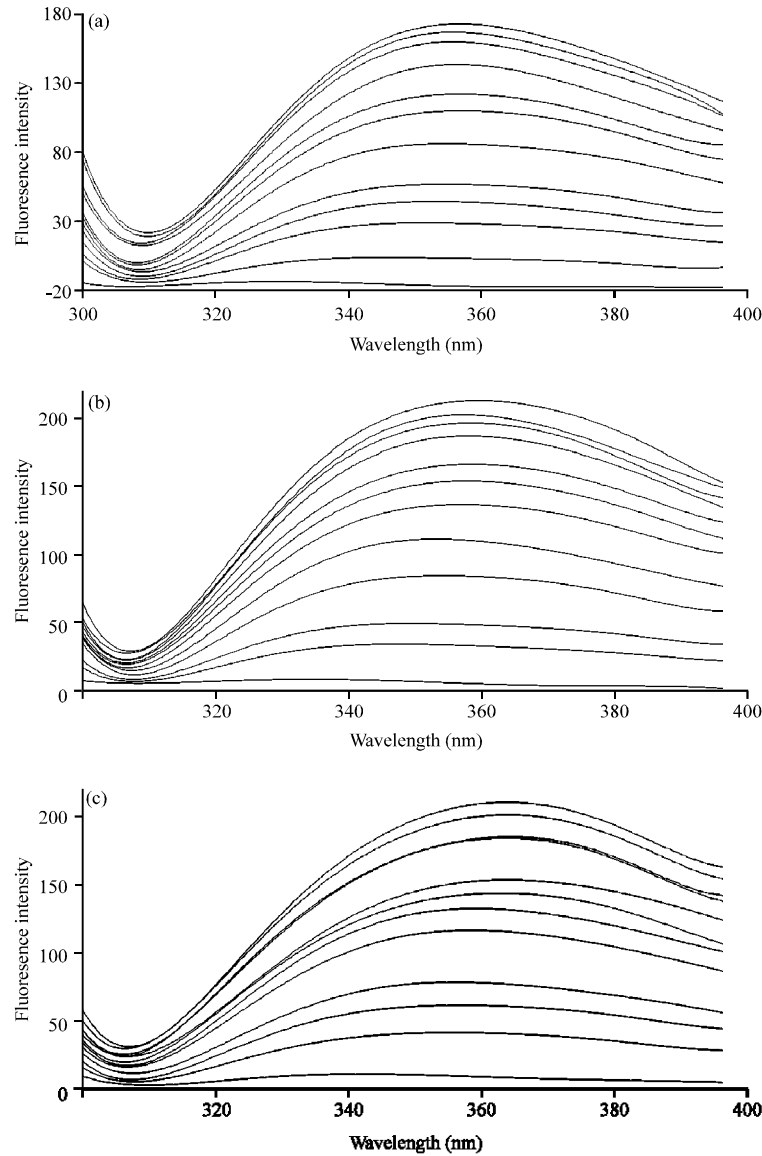 (a)
180
130
80
30
-20
Fluoresence intensity
300 320 340 360 380 400
Wavelength (nm)
(b)
200
150
100
50
0
Fluoresence intensity
320 340 360 380 400
Wavelength (nm)
(c)
200
150
100
50
0
Fluoresence intensity
320 340 360 380 400
Wavelength (nm)